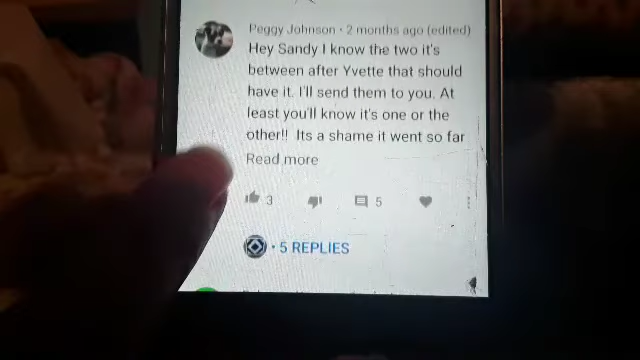 Peggy Johnson • 2 months ago (edited)
Hey Sandy I know the two it's
between after Yvette that should
have it. I'll send them to you. At
least you'll know it's one or the
other!! Its a shame it went so far
Read more
3
5
• 5 REPLIES